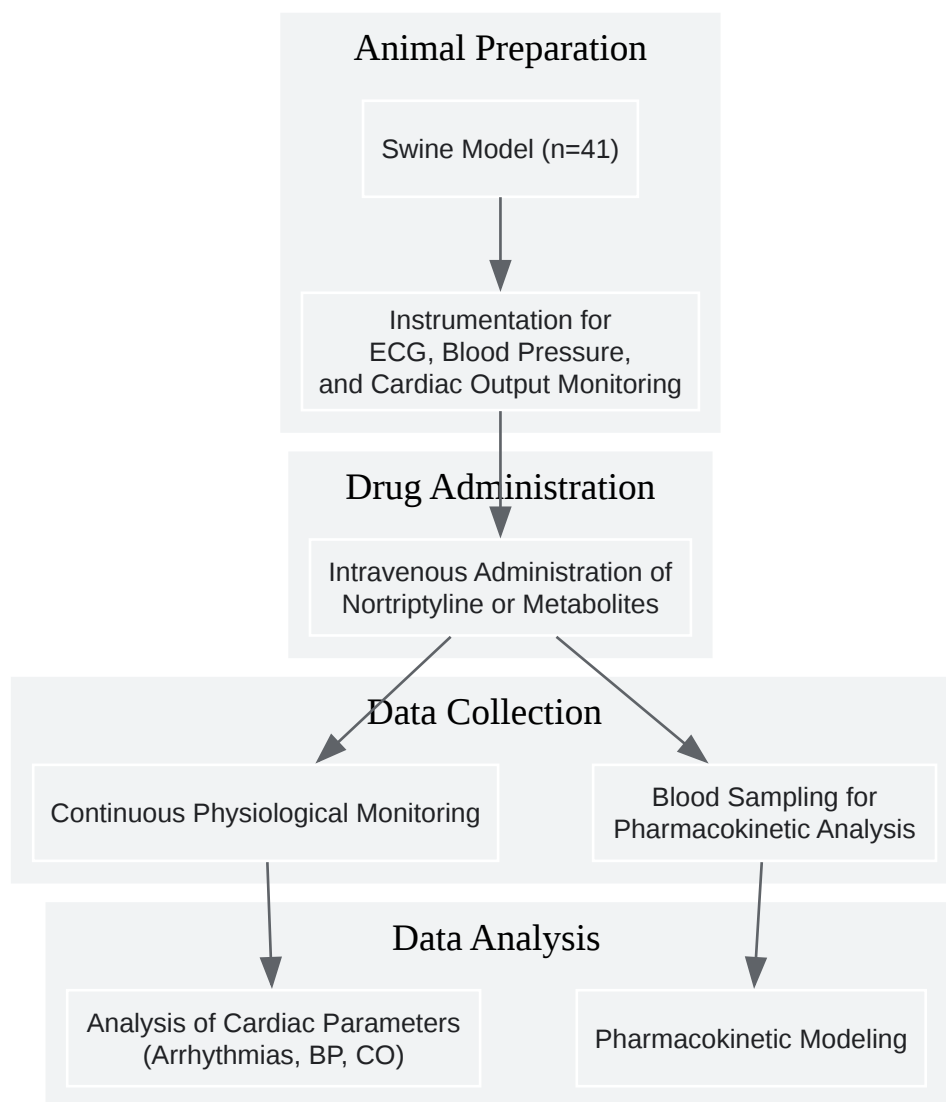 Animal Preparation
Swine Model (n=41)
Instrumentation for
ECG, Blood Pressure,
and Cardiac Output Monitoring
Drug Administration
Intravenous Administration of
Nortriptyline or Metabolites
Data Collection
Continuous Physiological Monitoring
Blood Sampling for
Pharmacokinetic Analysis
Data Analysis
Analysis of Cardiac Parameters
(Arrhythmias, BP, CO)
Pharmacokinetic Modeling